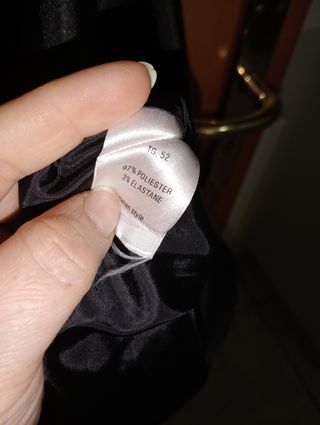 TG. 52
97% POLIESTER
3% ELASTANE
style.